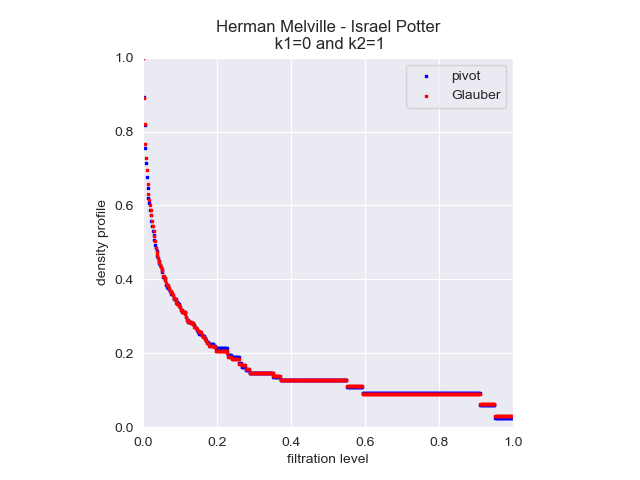 Herman Melville - Israel Potter
k1=0 and k2=1
pivot
Glauber
density profile
1.0
0.8
0.6
0.4
0.2
0.0
0.0 0.2 0.4 0.6 0.8 1.0
filtration level